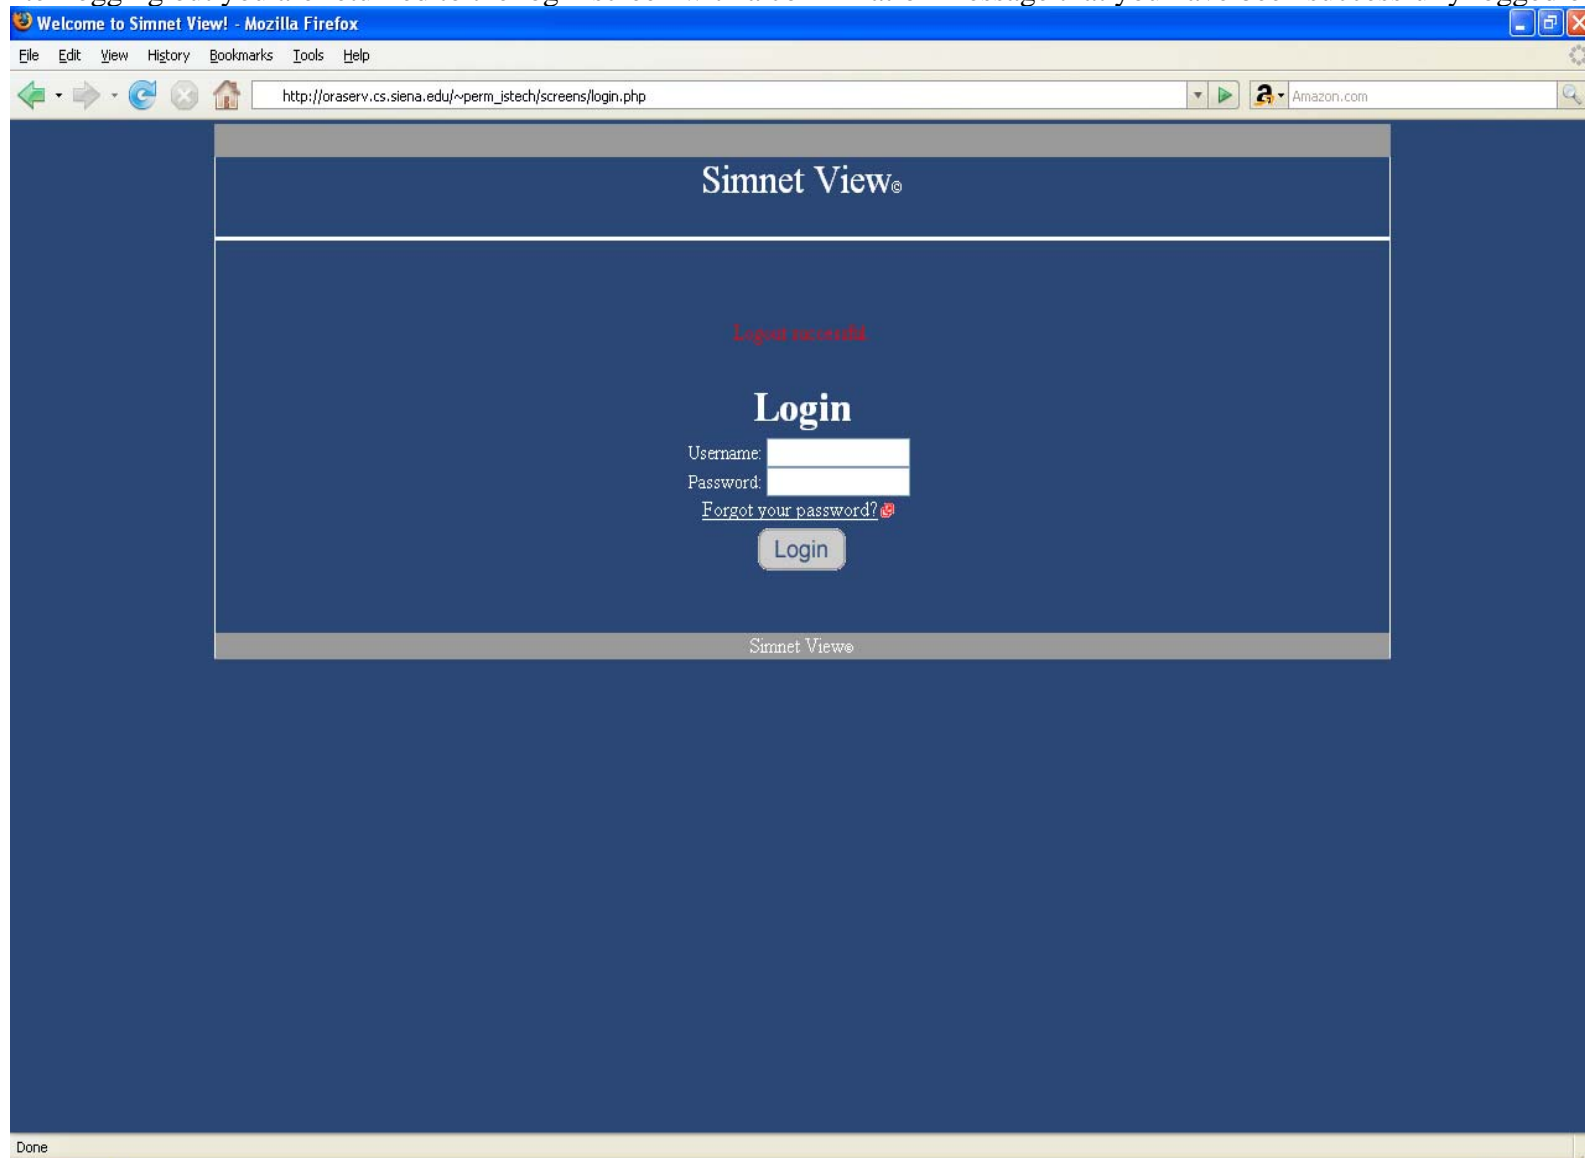 Welcome to Simnet View! - Mozilla Firefox
File Edit View History Bookmarks Tools Help
http://oraserv.cs.siena.edu/~perm_istech/screens/login.php Amazon.com
Simnet View©
Logout successful
Login
Username:
Password:
Forgot your password?
Login
Simnet View©
Done